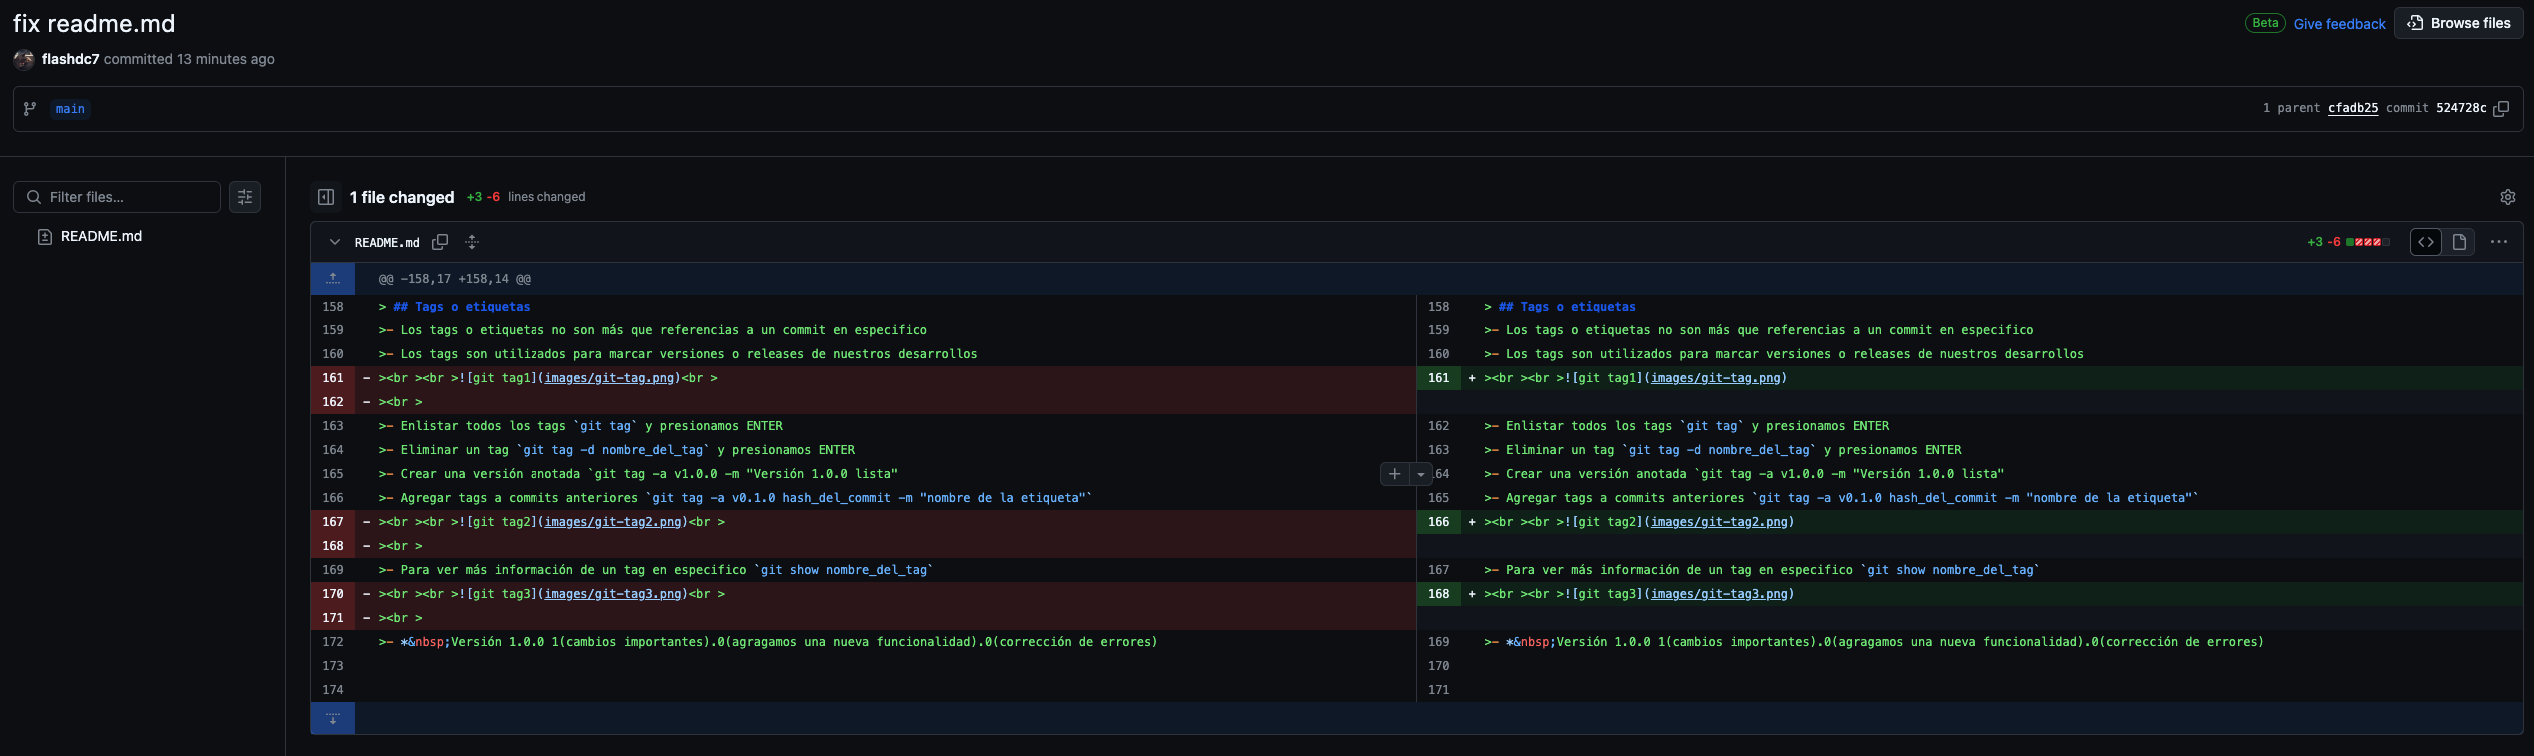 fix readme.md
Beta Give feedback Browse files
flashdc7 committed 13 minutes ago
main
1 parent cfadb25 commit 524728c
Filter files...
README.md
1 file changed +3 -6 lines changed
README.md
+3 -6
@@ -158,17 +158,14 @@
158 > ## Tags o etiquetas
159 >- Los tags o etiquetas no son más que referencias a un commit en especifico
160 >- Los tags son utilizados para marcar versiones o releases de nuestros desarrollos
161 - ><br ><br >![git tag1](images/git-tag.png)<br >
162 - ><br >
163 >- Enlistar todos los tags `git tag` y presionamos ENTER
164 >- Eliminar un tag `git tag -d nombre_del_tag` y presionamos ENTER
165 >- Crear una versión anotada `git tag -a v1.0.0 -m "Versión 1.0.0 lista"
166 >- Agregar tags a commits anteriores `git tag -a v0.1.0 hash_del_commit -m "nombre de la etiqueta"`
167 - ><br ><br >![git tag2](images/git-tag2.png)<br >
168 - ><br >
169 >- Para ver más información de un tag en especifico `git show nombre_del_tag`
170 - ><br ><br >![git tag3](images/git-tag3.png)<br >
171 - ><br >
172 >- *&nbsp;Versión 1.0.0 1(cambios importantes).0(agragamos una nueva funcionalidad).0(corrección de errores)
173
174
158 > ## Tags o etiquetas
159 >- Los tags o etiquetas no son más que referencias a un commit en especifico
160 >- Los tags son utilizados para marcar versiones o releases de nuestros desarrollos
161 + ><br ><br >![git tag1](images/git-tag.png)
162 >- Enlistar todos los tags `git tag` y presionamos ENTER
163 >- Eliminar un tag `git tag -d nombre_del_tag` y presionamos ENTER
64 >- Crear una versión anotada `git tag -a v1.0.0 -m "Versión 1.0.0 lista"
165 >- Agregar tags a commits anteriores `git tag -a v0.1.0 hash_del_commit -m "nombre de la etiqueta"`
166 + ><br ><br >![git tag2](images/git-tag2.png)
167 >- Para ver más información de un tag en especifico `git show nombre_del_tag`
168 + ><br ><br >![git tag3](images/git-tag3.png)
169 >- *&nbsp;Versión 1.0.0 1(cambios importantes).0(agragamos una nueva funcionalidad).0(corrección de errores)
170
171